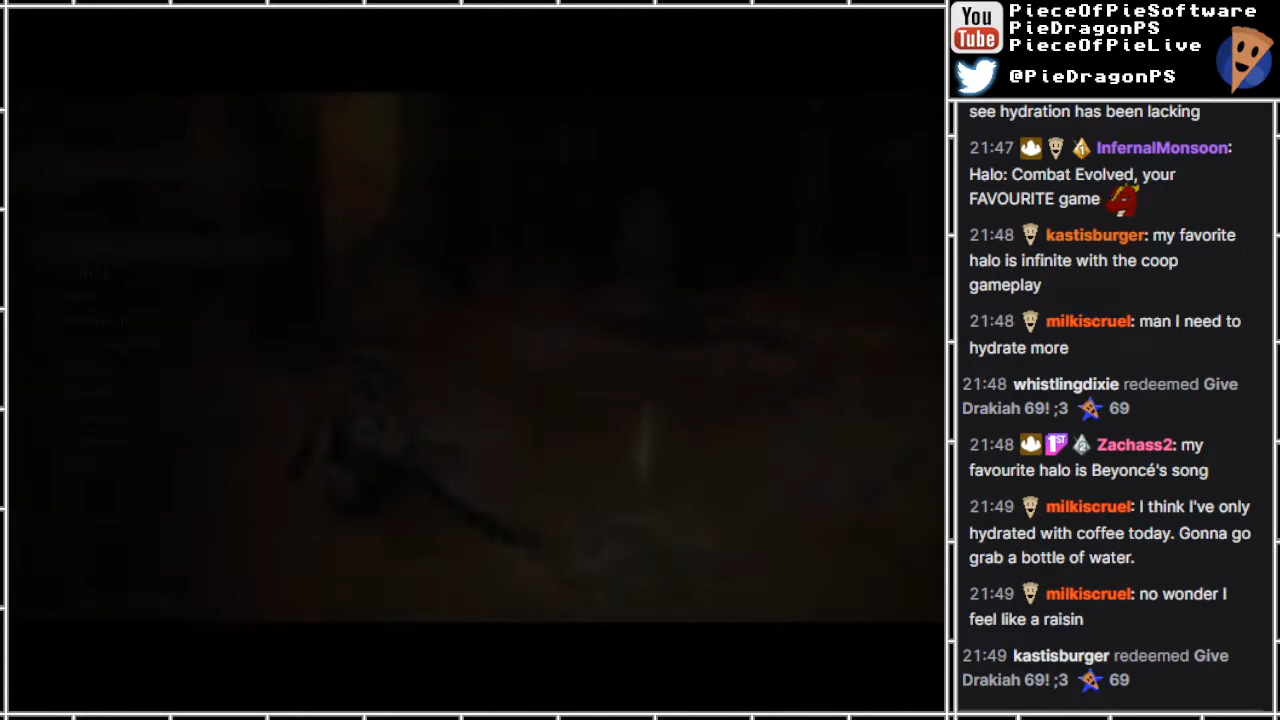 You
Tube
PieceOfPieSoftware
PieDragonPS
PieceOfPieLive
@PieDragonPS
see hydration has been lacking
21:47 1 InfernalMonsoon:
Halo: Combat Evolved, your
FAVOURITE game
21:48 kastisburger: my favorite
halo is infinite with the coop
gameplay
21:48 milkiscruel: man I need to
hydrate more
21:48 whistlingdixie redeemed Give
Drakiah 69! ;3 69
21:48 1ST 2 Zachass2: my
favourite halo is Beyoncé's song
21:49 milkiscruel: I think I've only
hydrated with coffee today. Gonna go
grab a bottle of water.
21:49 milkiscruel: no wonder I
feel like a raisin
21:49 kastisburger redeemed Give
Drakiah 69! ;3 69